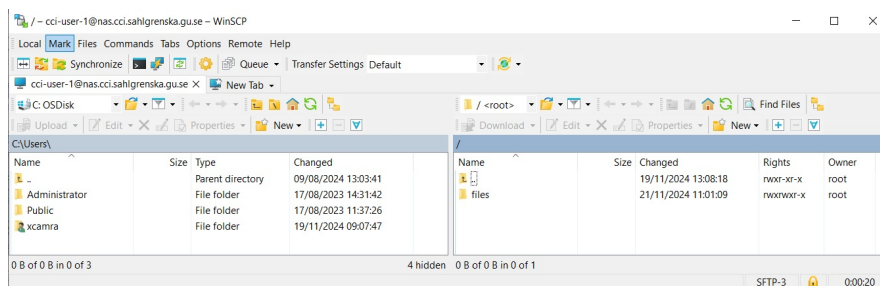 / – cci-user-1@nas.cci.sahlgrenska.gu.se – WinSCP
Local Mark Files Commands Tabs Options Remote Help
Synchronize Queue Transfer Settings Default
cci-user-1@nas.cci.sahlgrenska.gu.se × New Tab
C: OSDisk / <root> Find Files
Upload Edit Properties New Download Edit Properties New
C:\Users\ /
Name Size Type Changed Name Size Changed Rights Owner
.. Parent directory 09/08/2024 13:03:41 .. 19/11/2024 13:08:18 rwxr-xr-x root
Administrator File folder 17/08/2023 14:31:42 files 21/11/2024 11:01:09 rwxrwxr-x root
Public File folder 17/08/2023 11:37:26
xcamra File folder 19/11/2024 09:07:47
0 B of 0 B in 0 of 3 4 hidden 0 B of 0 B in 0 of 1
SFTP-3 0:00:20